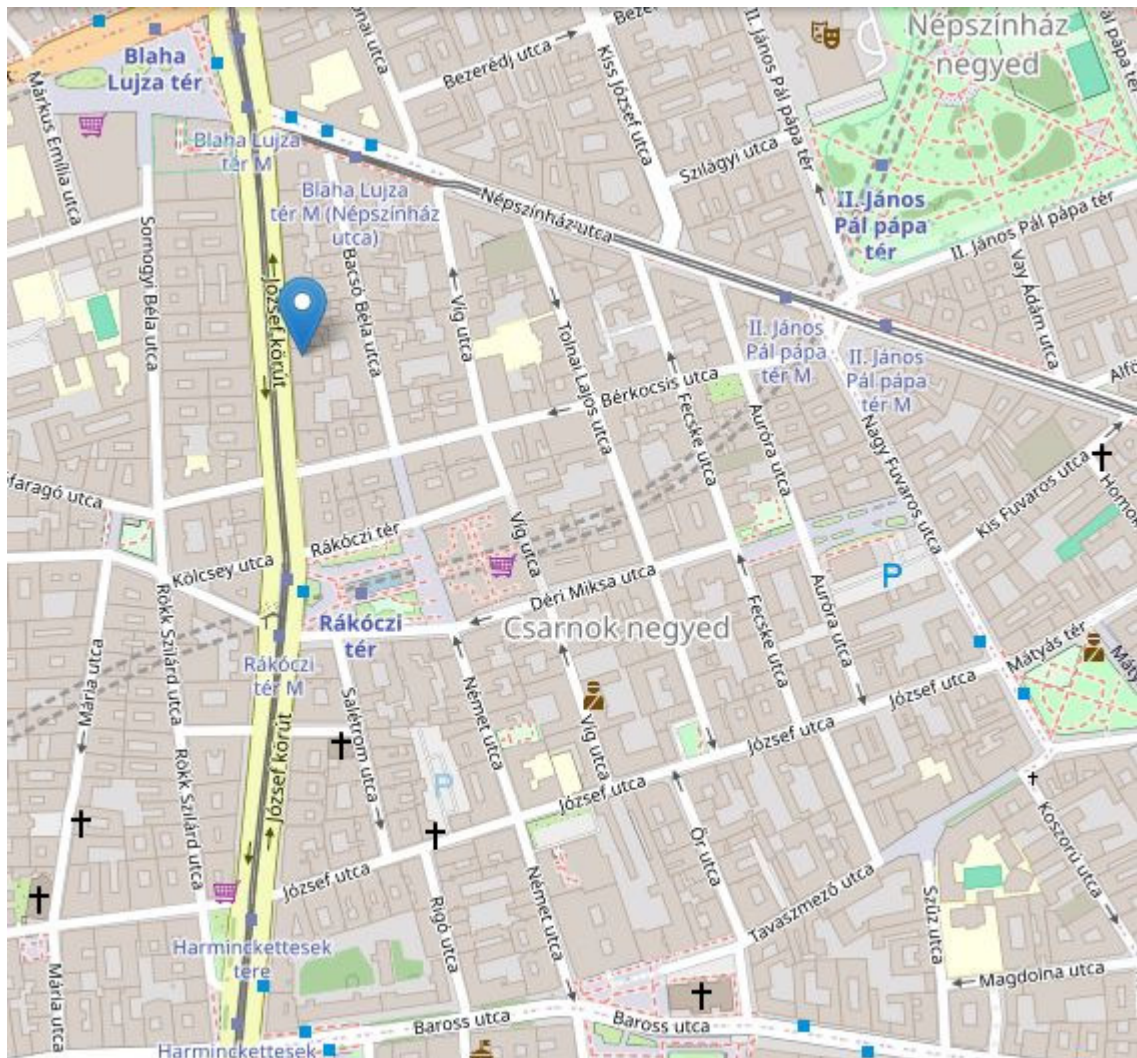 Népszínház
negyed
Blaha
Lujza tér
Márkus Emília utca
Bezerédj utca
Kiss József utca
II. János Pál pápa tér
Blaha Lujza
tér M
Blaha Lujza
tér M (Népszínház
utca)
Szilágyi utca
Népszínház utca
II. János
Pál pápa
tér
II. János Pál pápa tér
Vay Ádám utca
Somogyi Béla utca
József körút
Bacsó Béla utca
Víg utca
Tolnai Lajos utca
Bérkocsis utca
Fecske utca
Auróra utca
II. János
Pál pápa
tér M
II. János
Pál pápa
tér M
Nagy Fuvaros utca
Kis Fuvaros utca
faragó utca
Rákóczi tér
Víg utca
Kölcsey utca
Déri Miksa utca
Csarnok negyed
Rákóczi
tér
Rákóczi
tér M
Mária utca
Rökk Szilárd utca
Rökk Szilárd utca
Salétrom utca
Német utca
Víg utca
Fecske utca
Auróra utca
P
Mátyás tér
József utca
József utca
József utca
József utca
József körút
P
Őr utca
Német utca
Rigó utca
Tavaszmező utca
Szűz utca
Koszorú utca
Magdolna utca
Harminckettesek
tere
Mária utca
Baross utca
Baross utca
Harminckettesek